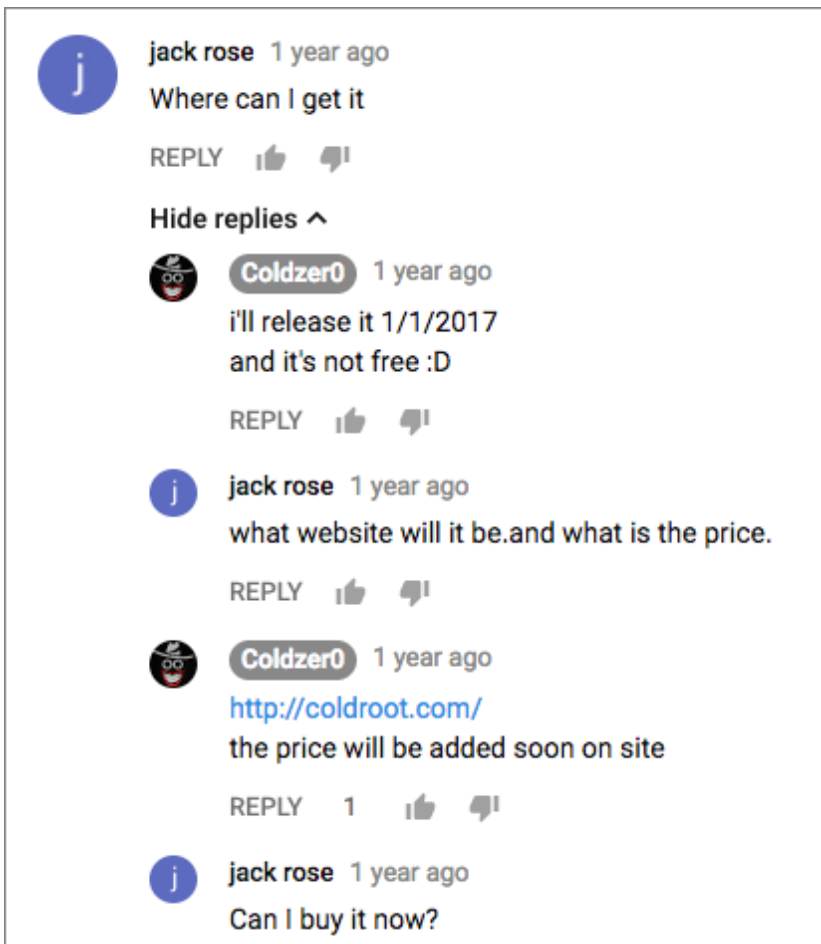 j
jack rose 1 year ago
Where can I get it
REPLY
Hide replies
Coldzer0 1 year ago
i'll release it 1/1/2017
and it's not free :D
REPLY
j
jack rose 1 year ago
what website will it be.and what is the price.
REPLY
Coldzer0 1 year ago
http://coldroot.com/
the price will be added soon on site
REPLY 1
j
jack rose 1 year ago
Can I buy it now?